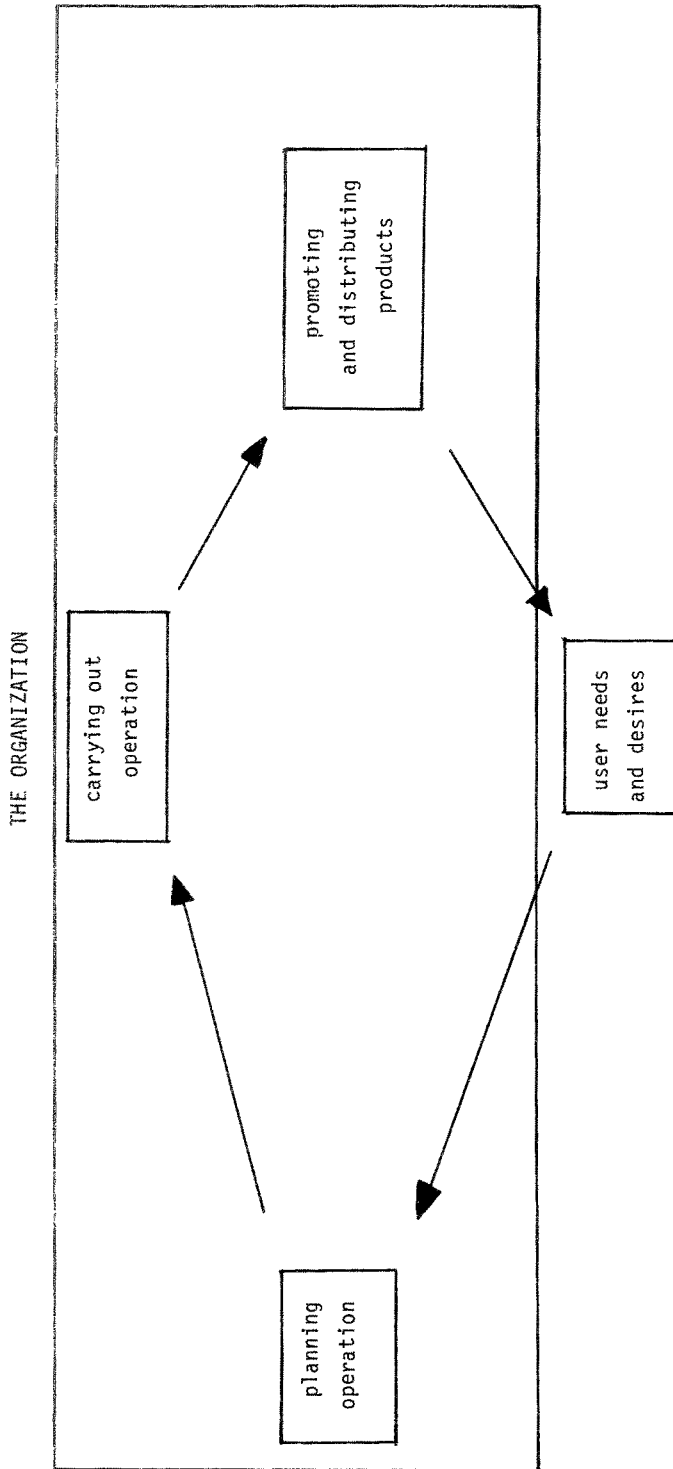 THE ORGANIZATION
carrying out
operation
planning
operation
promoting
and distributing
products
user needs
and desires